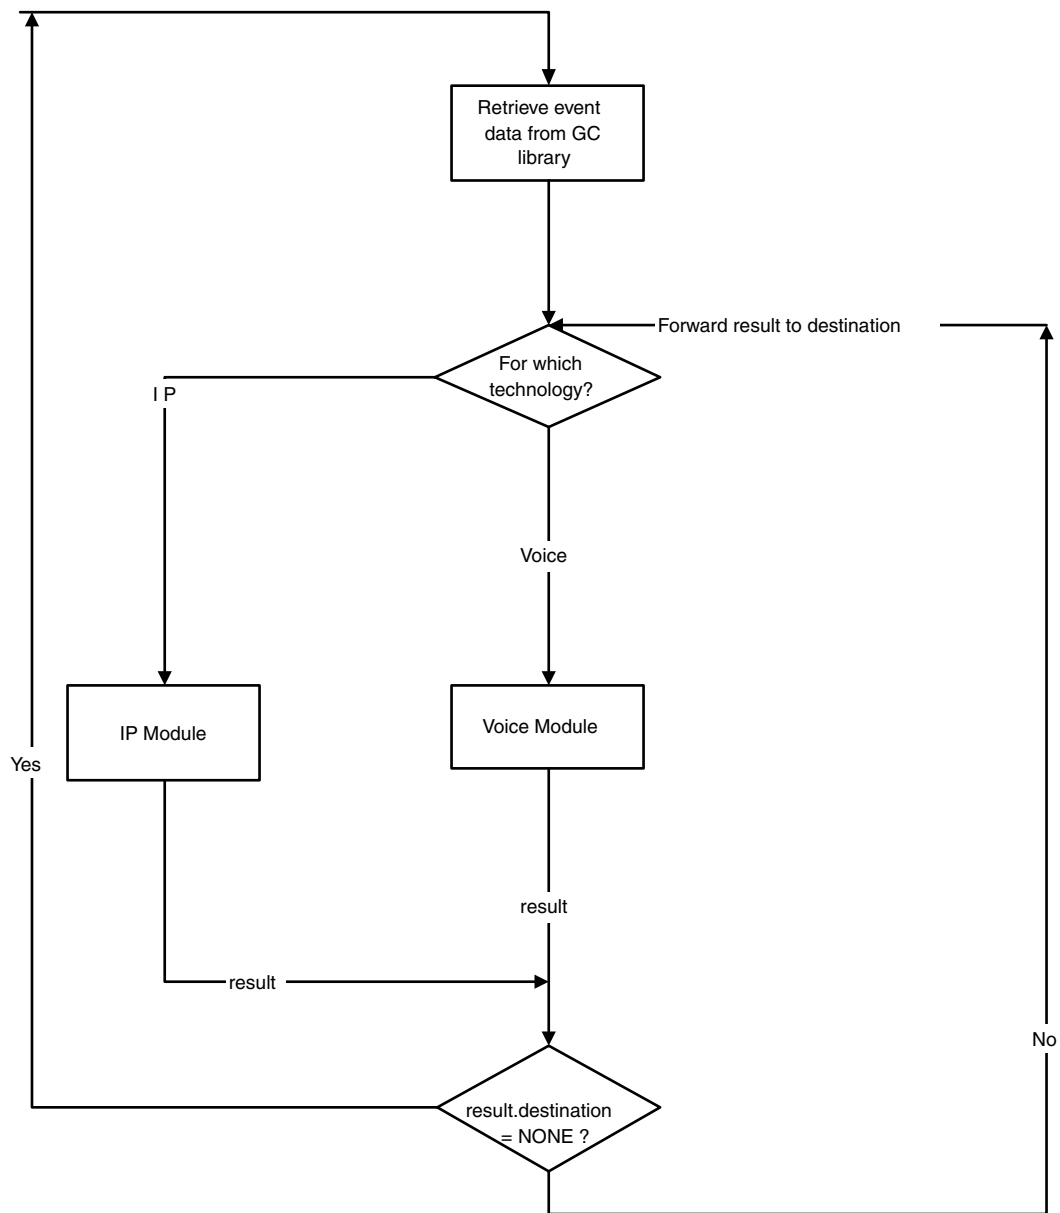 Retrieve event
data from GC
library
Forward result to destination
For which
technology?
I P
Voice
IP Module
Voice Module
Yes
result
result
No
result.destination
= NONE ?